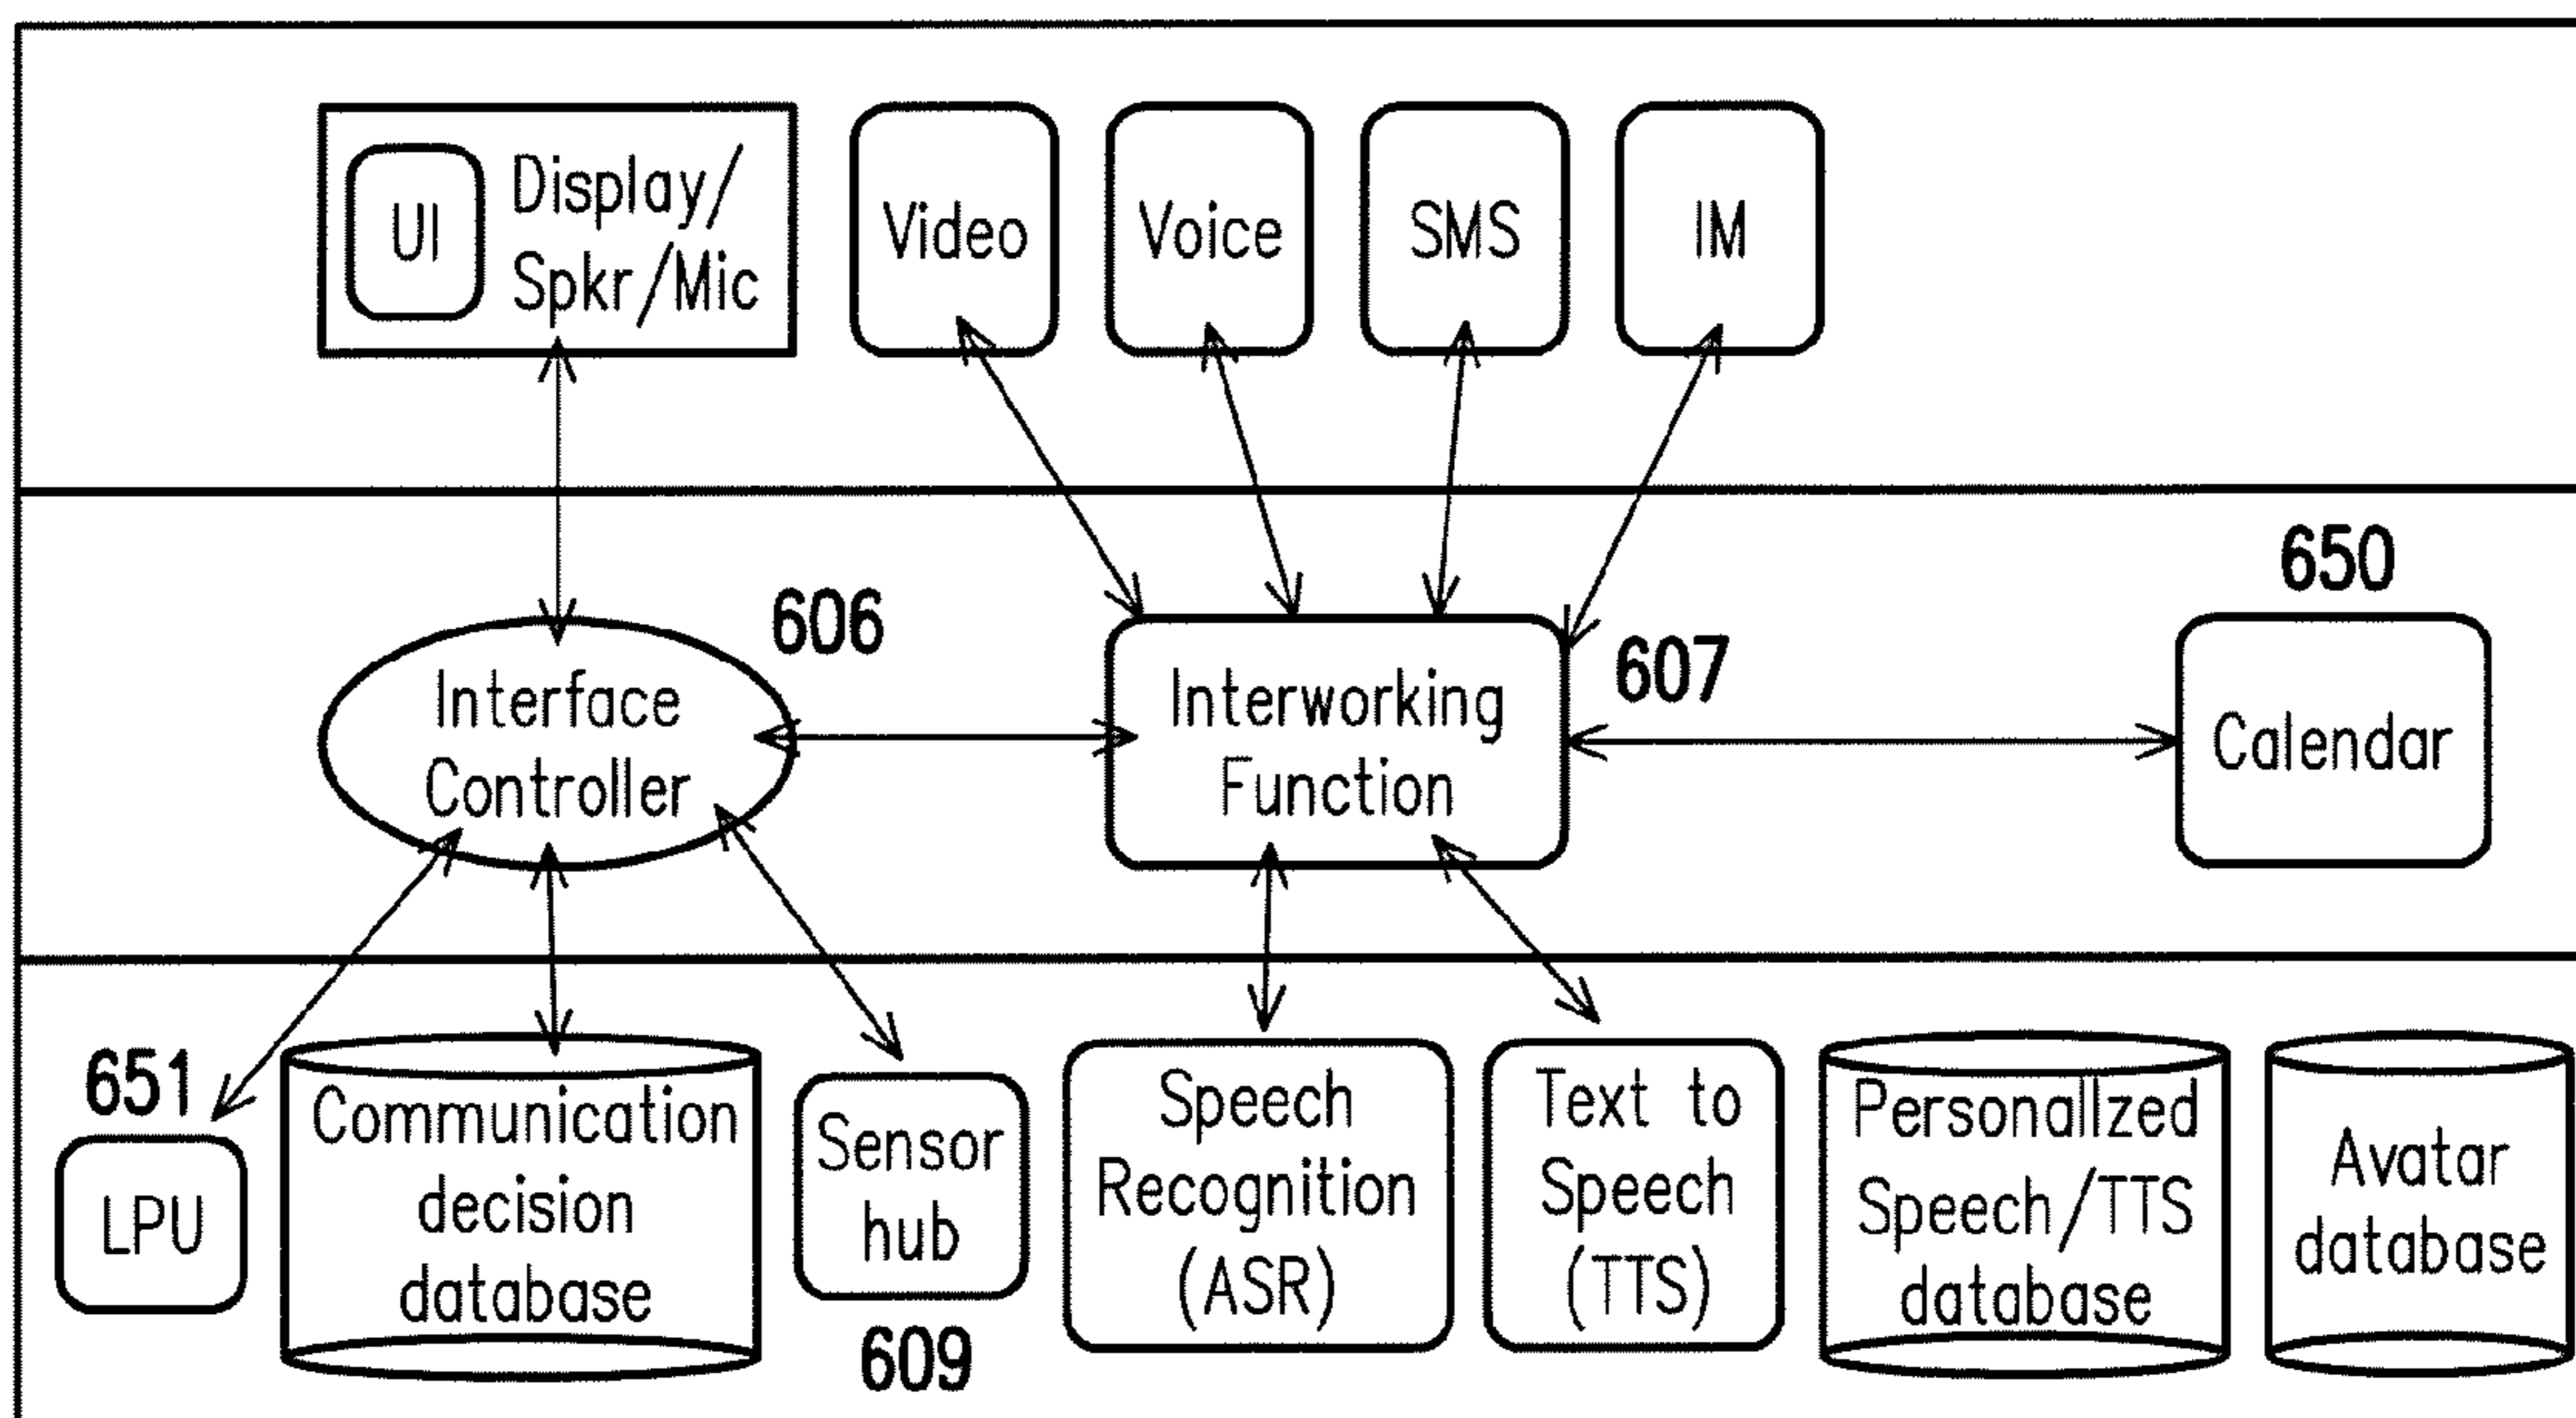 UI
Display/
Spkr/Mic
Video
Voice
SMS
IM
606
Interface
Controller
Interworking
Function
607
650
Calendar
651
LPU
Communication
decision
database
Sensor
hub
609
Speech
Recognition
(ASR)
Text to
Speech
(TTS)
Personallzed
Speech/TTS
database
Avatar
database